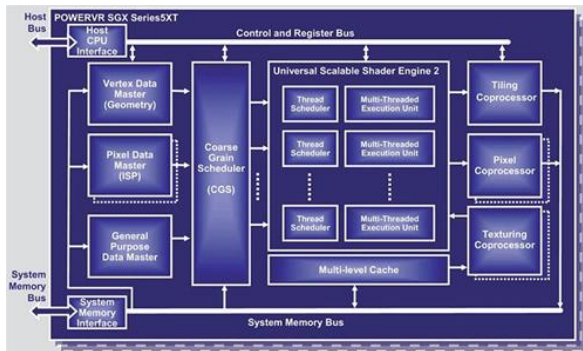 POWERVR SGX Series5XT
Host
Bus
Host
CPU
Interface
Control and Register Bus
Vertex Data
Master
(Geometry)
Pixel Data
Master
(ISP)
General
Purpose
Data Master
Coarse
Grain
Scheduler
(CGS)
Universal Scalable Shader Engine 2
Thread
Scheduler
Multi-Threaded
Execution Unit
Thread
Scheduler
Multi-Threaded
Execution Unit
Thread
Scheduler
Multi-Threaded
Execution Unit
Multi-level Cache
Tiling
Coprocessor
Pixel
Coprocessor
Texturing
Coprocessor
System
Memory
Bus
System
Memory
Interface
System Memory Bus